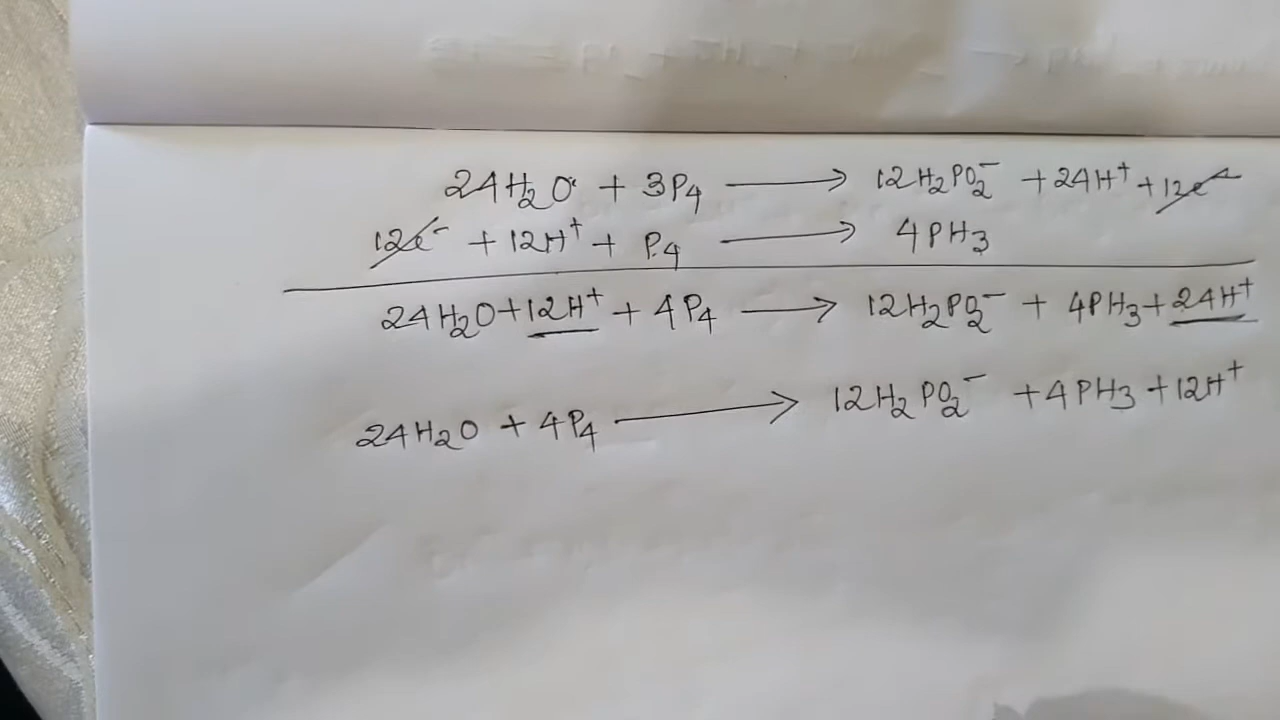 24H₂O + 3P₄ ⟶ 12H₂PO₂⁻ + 24H⁺ + 12e⁻
12e⁻ + 12H⁺ + P₄ ⟶ 4PH₃
24H₂O + 12H⁺ + 4P₄ ⟶ 12H₂PO₂⁻ + 4PH₃ + 24H⁺
24H₂O + 4P₄ ⟶ 12H₂PO₂⁻ + 4PH₃ + 12H⁺